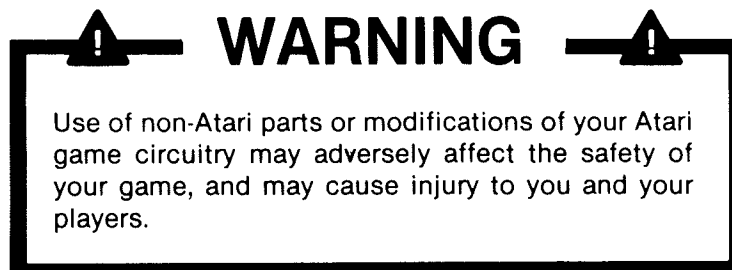 WARNING
Use of non-Atari parts or modifications of your Atari
game circuitry may adversely affect the safety of
your game, and may cause injury to you and your
players.